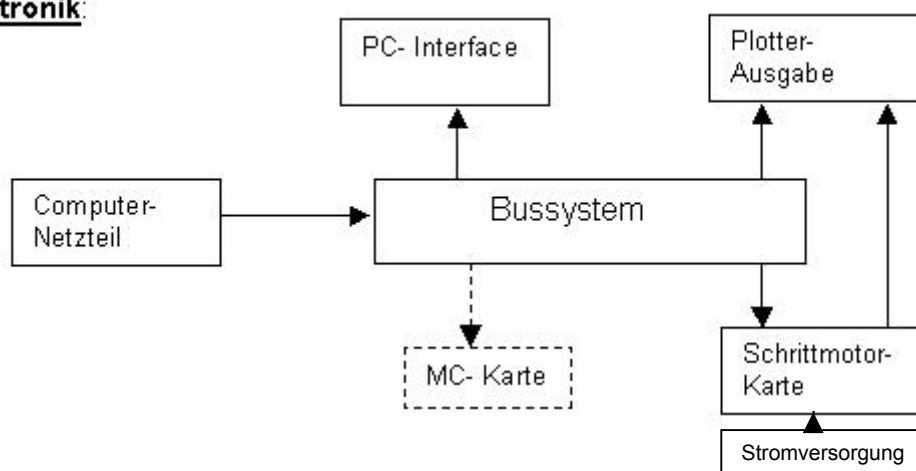 tronik:
PC- Interface
Plotter-
Ausgabe
Computer-
Netzteil
Bussystem
MC- Karte
Schrittmotor-
Karte
Stromversorgung